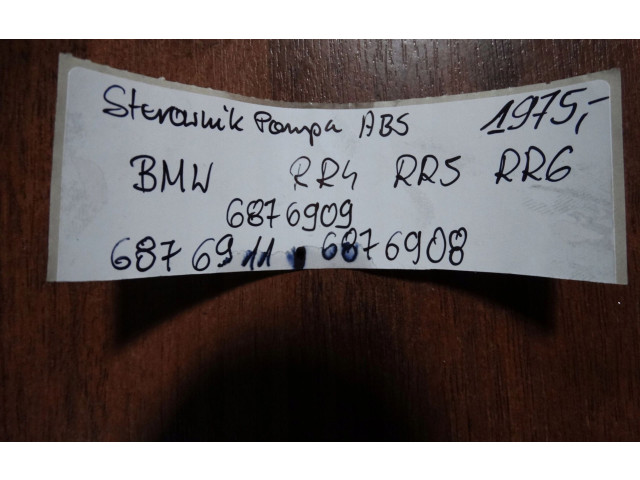 Sterownik Pompa ABS 1975,-
BMW RR4 RR5 RR6
6876909
6876911 6876908